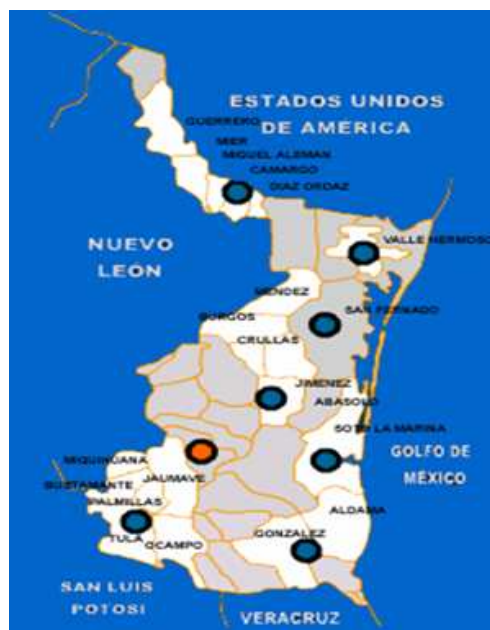 ESTADOS UNIDOS
DE AMÉRICA
GUERRERO
MIER
MIGUEL ALEMAN
CAMARGO
DIAZ ORDAZ
NUEVO
LEÓN
VALLE HERMOSO
MENDEZ
BURGOS
SAN FERNADO
CRULLAS
JIMENEZ
ABASOLO
SOTO LA MARINA
GOLFO DE
MÉXICO
MIQUIHUANA
JAUMAVE
BUSTAMANTE
PALMILLAS
ALDAMA
TULA
OCAMPO
GONZALEZ
SAN LUIS
POTOSI
VERACRUZ